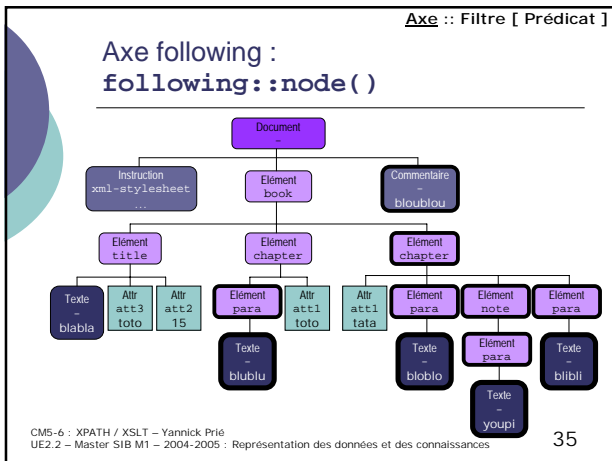 Axe :: Filtre [ Prédicat ]
Axe following :
following::node()
Document
–
Instruction
xml-stylesheet
...
Elément
book
Commentaire
–
bloublou
Elément
title
Elément
chapter
Elément
chapter
Texte
–
blabla
Attr
att3
toto
Attr
att2
15
Elément
para
Attr
att1
toto
Attr
att1
tata
Elément
para
Elément
note
Elément
para
Texte
–
blublu
Texte
–
bloblo
Elément
para
Texte
–
blibli
Texte
–
youpi
CM5-6 : XPATH / XSLT – Yannick Prié
UE2.2 – Master SIB M1 – 2004-2005 : Représentation des données et des connaissances
35